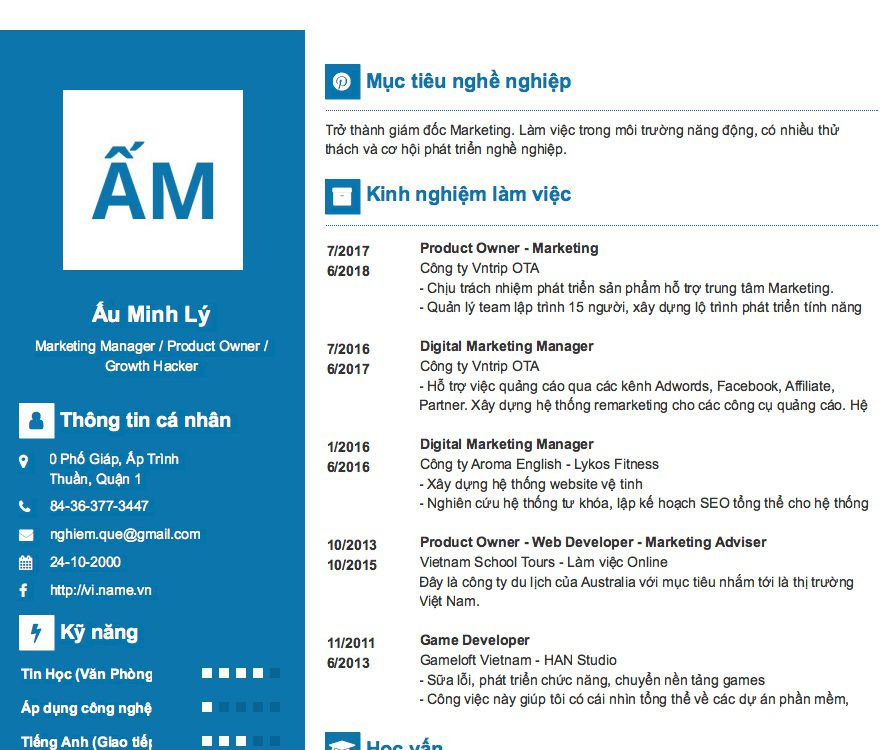 ẤM
Ấu Minh Lý
Marketing Manager / Product Owner /
Growth Hacker
Thông tin cá nhân
0 Phố Giáp, Ấp Trình
Thuần, Quận 1
84-36-377-3447
nghiem.que@gmail.com
24-10-2000
http://vi.name.vn
Kỹ năng
Tin Học (Văn Phòng
Áp dụng công nghệ
Tiếng Anh (Giao tiếp
Mục tiêu nghề nghiệp
Trở thành giám đốc Marketing. Làm việc trong môi trường năng động, có nhiều thử
thách và cơ hội phát triển nghề nghiệp.
Kinh nghiệm làm việc
7/2017
6/2018
Product Owner - Marketing
Công ty Vntrip OTA
- Chịu trách nhiệm phát triển sản phẩm hỗ trợ trung tâm Marketing.
- Quản lý team lập trình 15 người, xây dựng lộ trình phát triển tính năng
7/2016
6/2017
Digital Marketing Manager
Công ty Vntrip OTA
- Hỗ trợ việc quảng cáo qua các kênh Adwords, Facebook, Affiliate,
Partner. Xây dựng hệ thống remarketing cho các công cụ quảng cáo. Hệ
1/2016
6/2016
Digital Marketing Manager
Công ty Aroma English - Lykos Fitness
- Xây dựng hệ thống website vệ tinh
- Nghiên cứu hệ thống tư khóa, lập kế hoạch SEO tổng thể cho hệ thống
10/2013
10/2015
Product Owner - Web Developer - Marketing Adviser
Vietnam School Tours - Làm việc Online
Đây là công ty du lịch của Australia với mục tiêu nhắm tới là thị trường
Việt Nam.
11/2011
6/2013
Game Developer
Gameloft Vietnam - HAN Studio
- Sữa lỗi, phát triển chức năng, chuyển nền tảng games
- Công việc này giúp tôi có cái nhìn tổng thể về các dự án phần mềm,
Học vấn